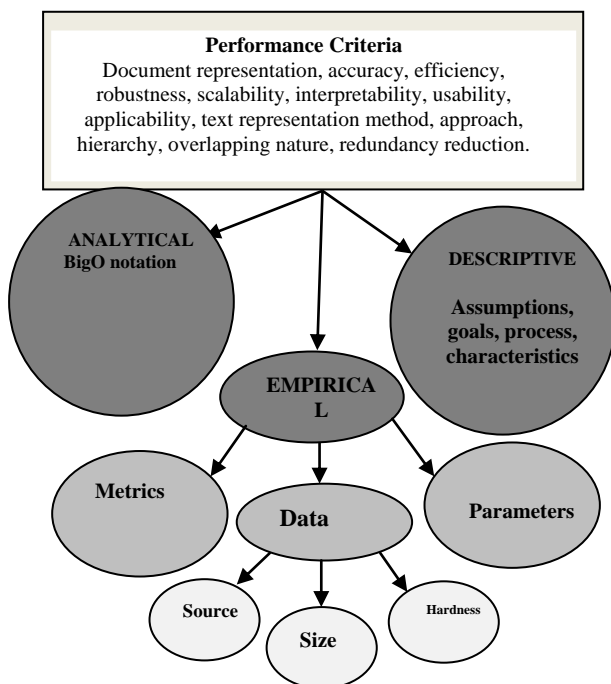 Performance Criteria
Document representation, accuracy, efficiency,
robustness, scalability, interpretability, usability,
applicability, text representation method, approach,
hierarchy, overlapping nature, redundancy reduction.
ANALYTICAL
BigO notation
DESCRIPTIVE
Assumptions,
goals, process,
characteristics
EMPIRICA
L
Metrics
Data
Parameters
Source
Size
Hardness